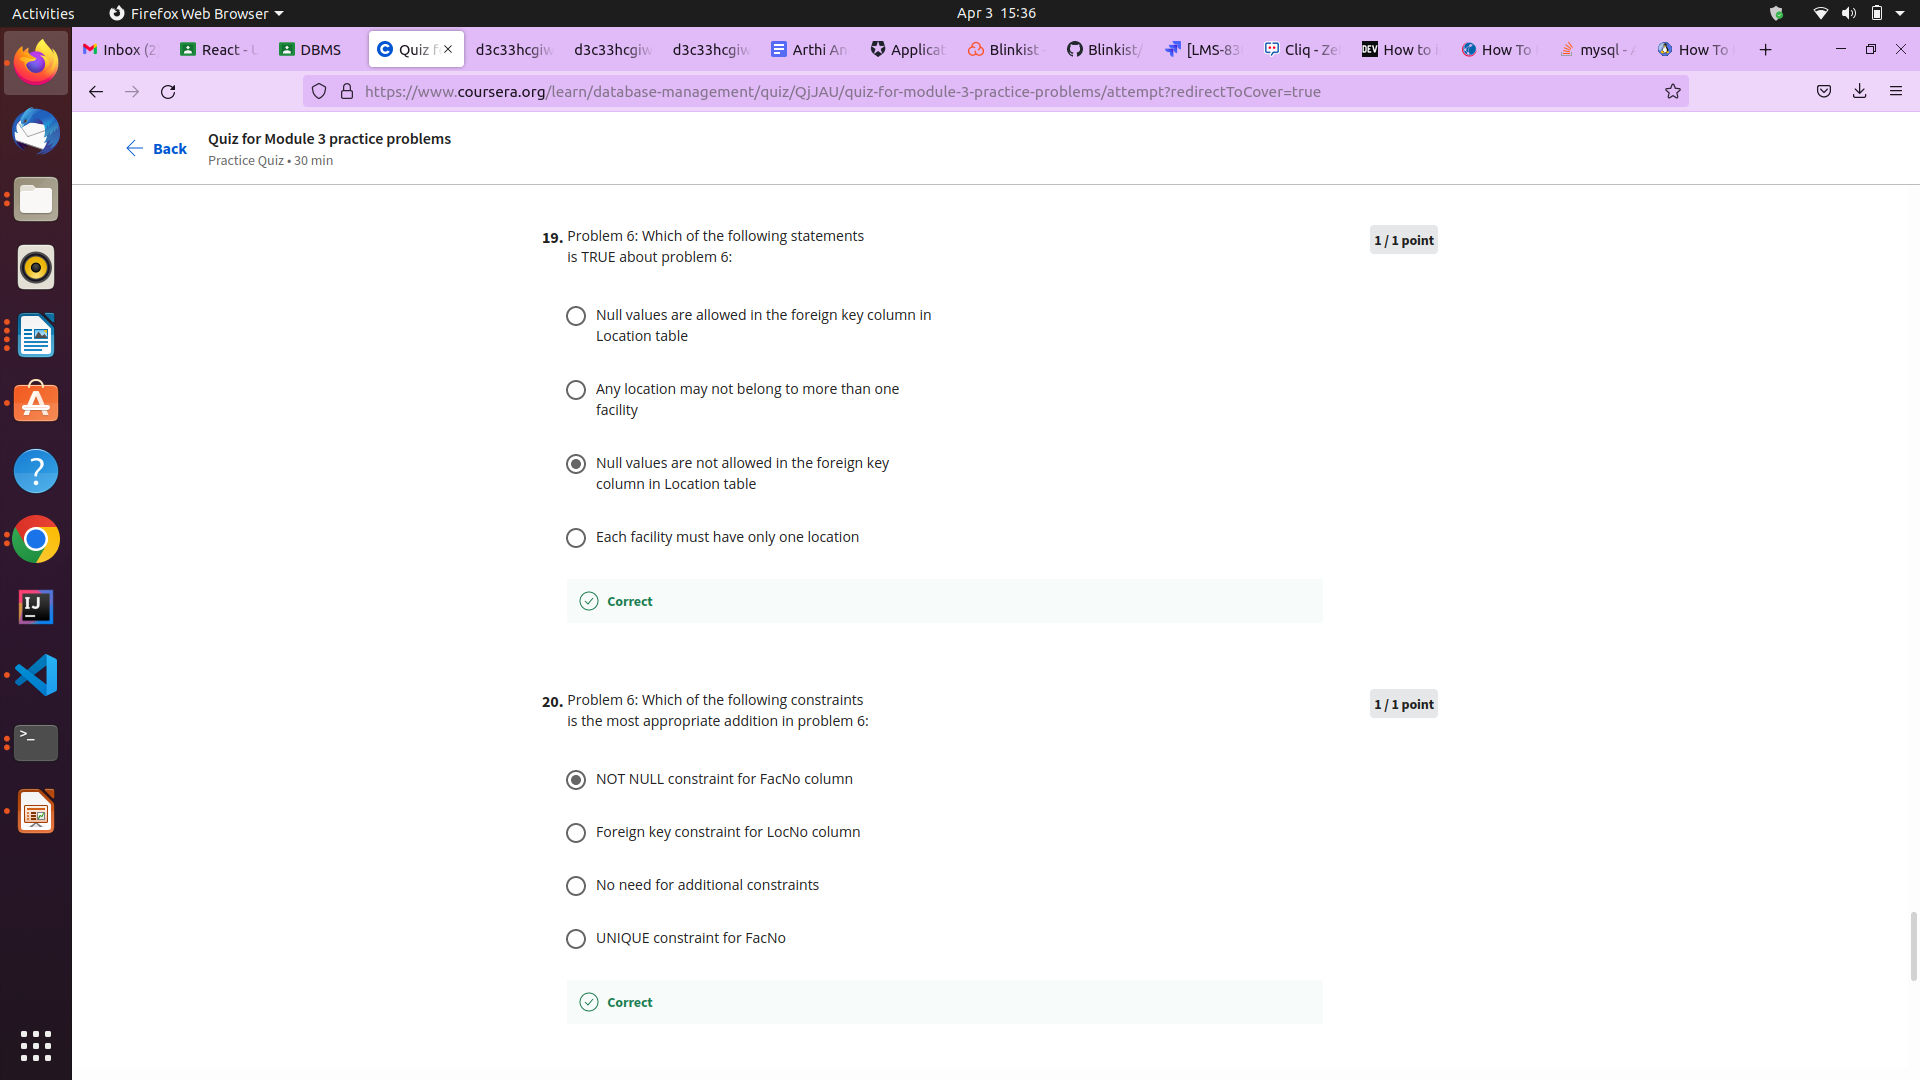 Activities
Firefox Web Browser
Apr 3 15:36
Inbox (2
React - U
DBMS
Quiz f
d3c33hcgiw
d3c33hcgiw
d3c33hcgiw
Arthi An
Applicat
Blinkist -
Blinkist/
[LMS-83
Cliq - Ze
DEV
How to i
How To
mysql - A
How To
https://www.coursera.org/learn/database-management/quiz/QjJAU/quiz-for-module-3-practice-problems/attempt?redirectToCover=true
Back
Quiz for Module 3 practice problems
Practice Quiz • 30 min
19. Problem 6: Which of the following statements
is TRUE about problem 6:
1 / 1 point
Null values are allowed in the foreign key column in
Location table
Any location may not belong to more than one
facility
Null values are not allowed in the foreign key
column in Location table
Each facility must have only one location
Correct
20. Problem 6: Which of the following constraints
is the most appropriate addition in problem 6:
1 / 1 point
NOT NULL constraint for FacNo column
Foreign key constraint for LocNo column
No need for additional constraints
UNIQUE constraint for FacNo
Correct